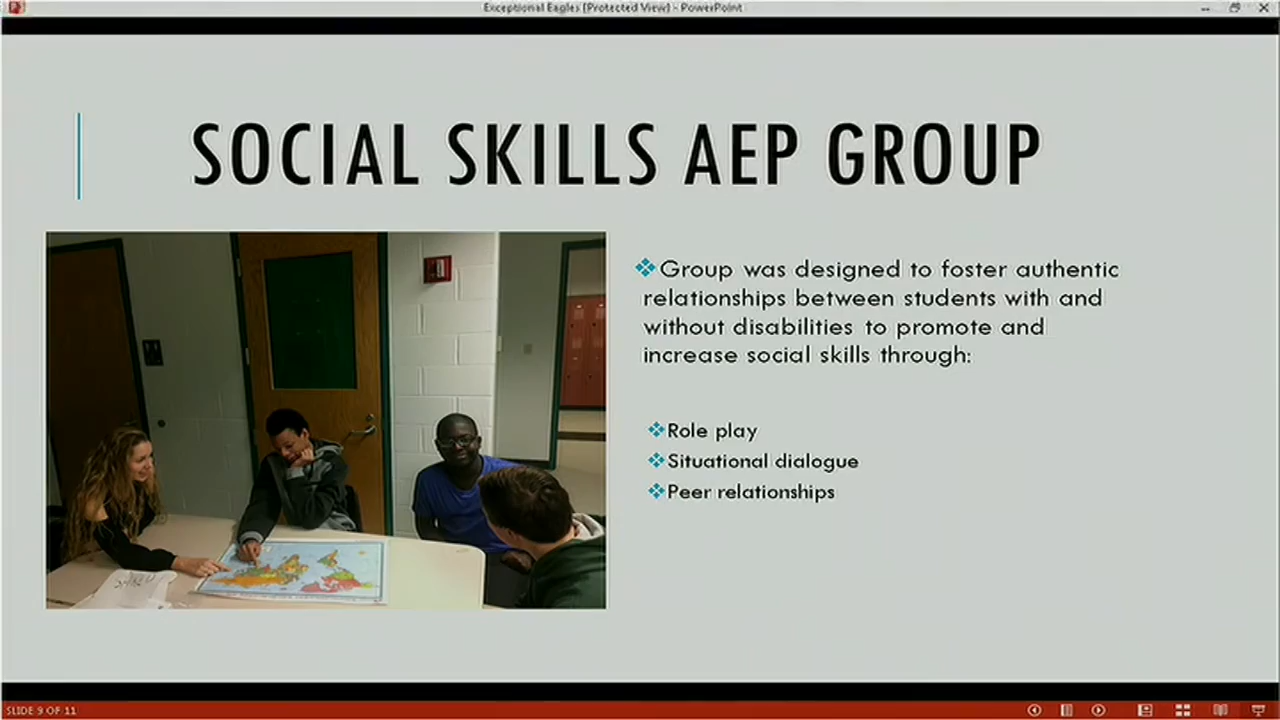 Exceptional Eagles [Protected View] - PowerPoint
SOCIAL SKILLS AEP GROUP
❖Group was designed to foster authentic
relationships between students with and
without disabilities to promote and
increase social skills through:
❖Role play
❖Situational dialogue
❖Peer relationships
SLIDE 9 OF 11